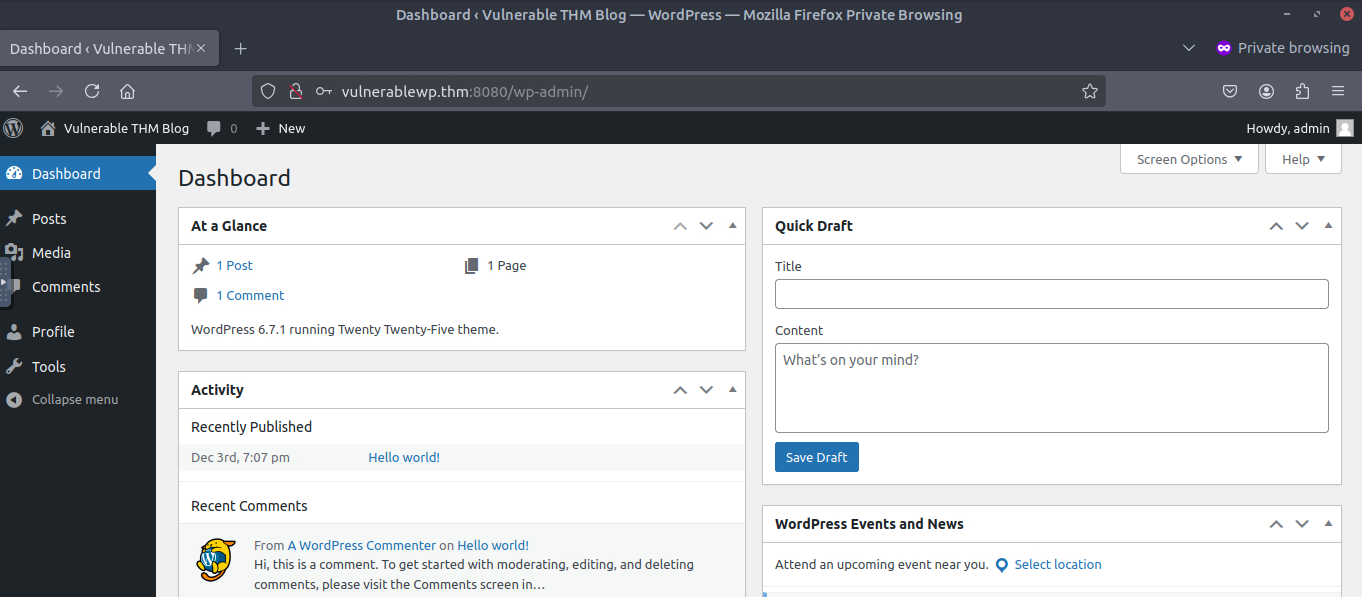 Dashboard ‹ Vulnerable THM Blog — WordPress — Mozilla Firefox Private Browsing
Dashboard ‹ Vulnerable TH
Private browsing
vulnerablewp.thm:8080/wp-admin/
Vulnerable THM Blog
0
New
Howdy, admin
Dashboard
Posts
Media
Comments
Profile
Tools
Collapse menu
Screen Options
Help
Dashboard
At a Glance
1 Post
1 Page
1 Comment
WordPress 6.7.1 running Twenty Twenty-Five theme.
Activity
Recently Published
Dec 3rd, 7:07 pm Hello world!
Recent Comments
From A WordPress Commenter on Hello world!
Hi, this is a comment. To get started with moderating, editing, and deleting
comments, please visit the Comments screen in…
Quick Draft
Title
Content
What's on your mind?
Save Draft
WordPress Events and News
Attend an upcoming event near you. Select location